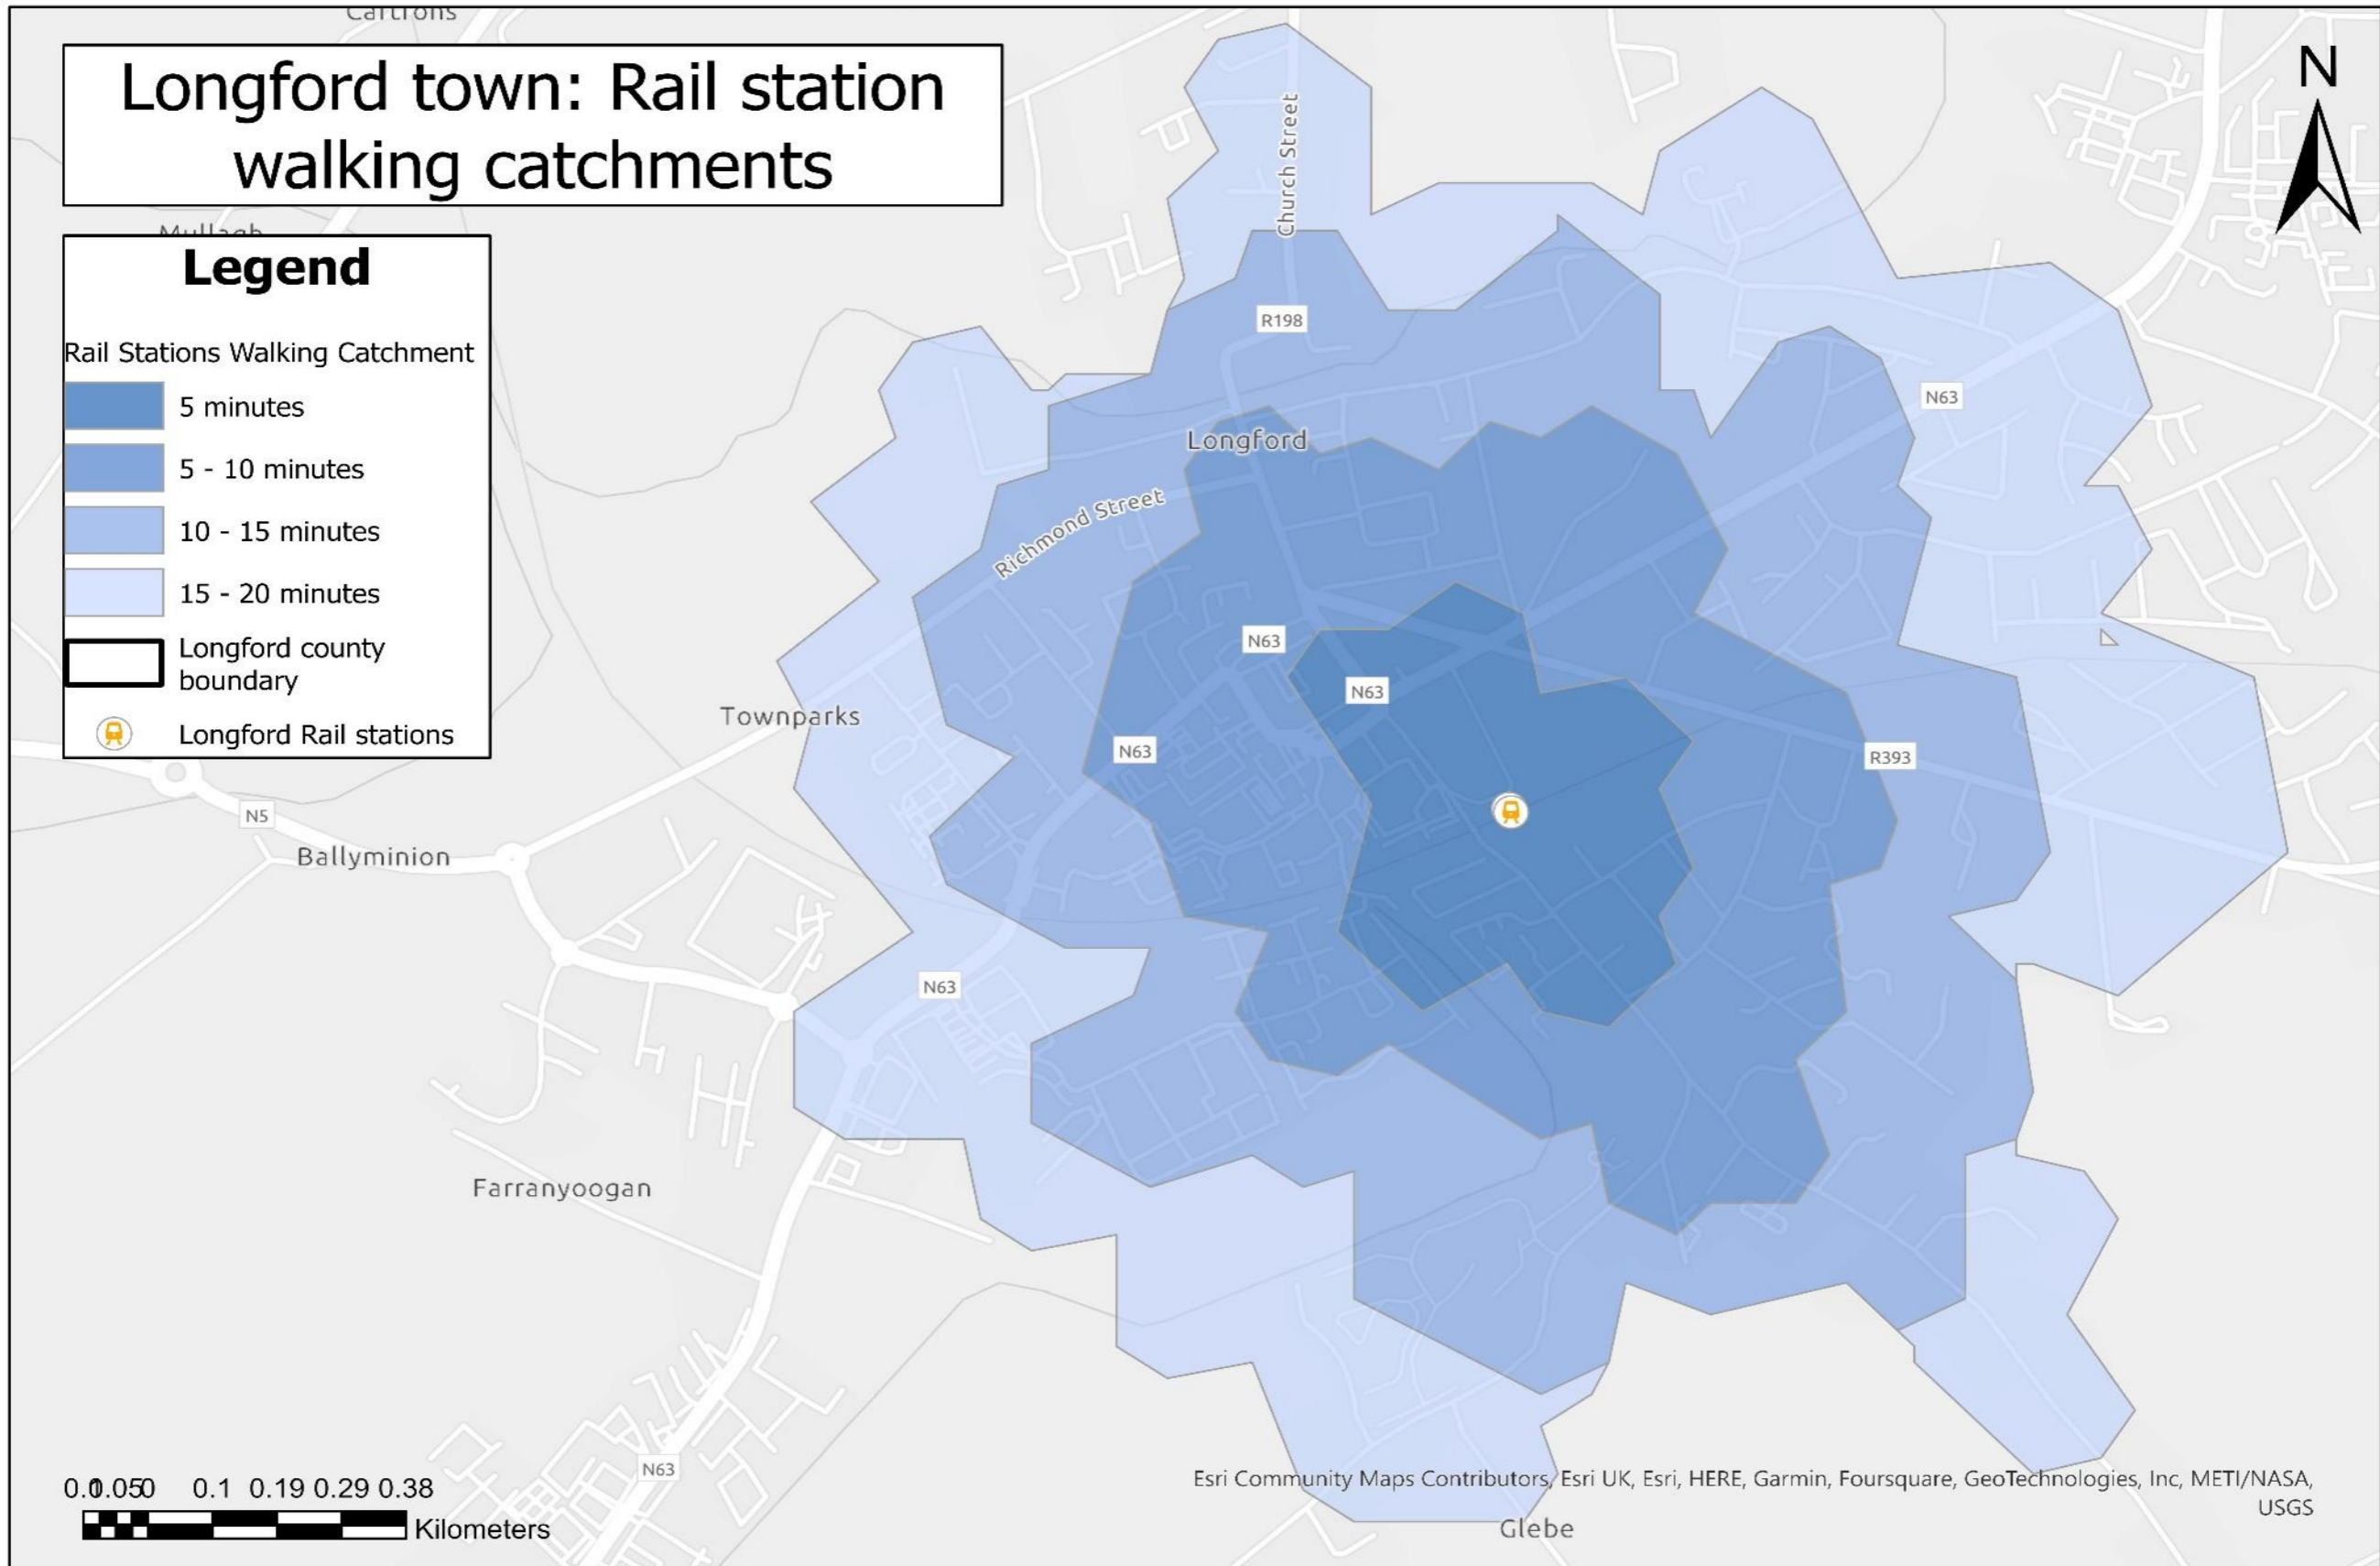 Cartrons
Longford town: Rail station
walking catchments
N
Church Street
Mullagh
Legend
Rail Stations Walking Catchment
5 minutes
5 - 10 minutes
10 - 15 minutes
15 - 20 minutes
Longford county
boundary
Longford Rail stations
R198
N63
Longford
Richmond Street
N63
N63
Townparks
N63
R393
N5
Ballyminion
N63
Farranyoogan
N63
0.1 0.19 0.29 0.38
Kilometers
Esri Community Maps Contributors, Esri UK, Esri, HERE, Garmin, Foursquare, GeoTechnologies, Inc, METI/NASA,
USGS
Glebe